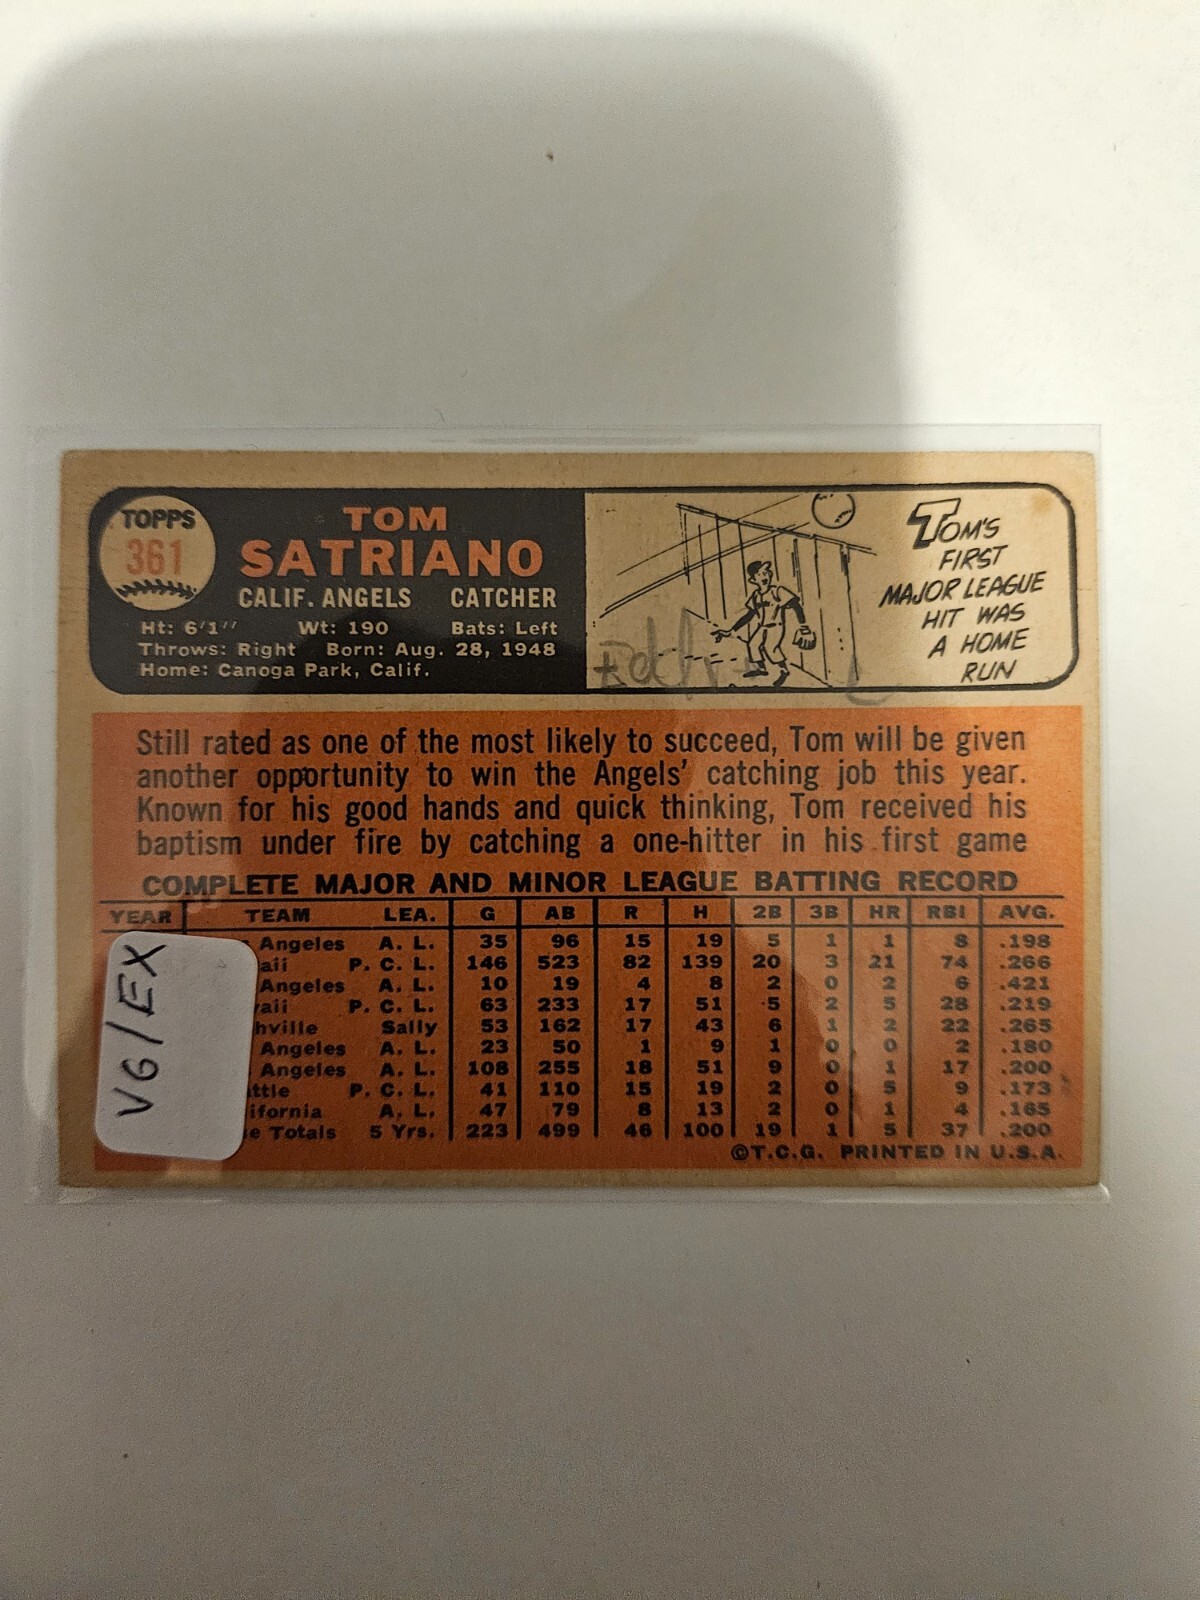 TOPPS
361
TOM
SATRIANO
CALIF. ANGELS CATCHER
Ht: 6'1'' Wt: 190 Bats: Left
Throws: Right Born: Aug. 28, 1948
Home: Canoga Park, Calif.
TOM'S
FIRST
MAJOR LEAGUE
HIT WAS
A HOME
RUN
Still rated as one of the most likely to succeed, Tom will be given
another opportunity to win the Angels' catching job this year.
Known for his good hands and quick thinking, Tom received his
baptism under fire by catching a one-hitter in his first game
COMPLETE MAJOR AND MINOR LEAGUE BATTING RECORD
YEAR TEAM LEA. G AB R H 2B 3B HR RBI AVG.
Angeles A. L. 35 96 15 19 5 1 1 8 .198
aii P. C. L. 146 523 82 139 20 3 21 74 .266
Angeles A. L. 10 19 4 8 2 0 2 6 .421
aii P. C. L. 63 233 17 51 5 2 5 28 .219
hville Sally 53 162 17 43 6 1 2 22 .265
Angeles A. L. 23 50 1 9 1 0 0 2 .180
Angeles A. L. 108 255 18 51 9 0 1 17 .200
ttle P. C. L. 41 110 15 19 2 0 5 9 .173
ifornia A. L. 47 79 8 13 2 0 1 4 .165
e Totals 5 Yrs. 223 499 46 100 19 1 5 37 .200
©T.C.G. PRINTED IN U.S.A.
VG/EX